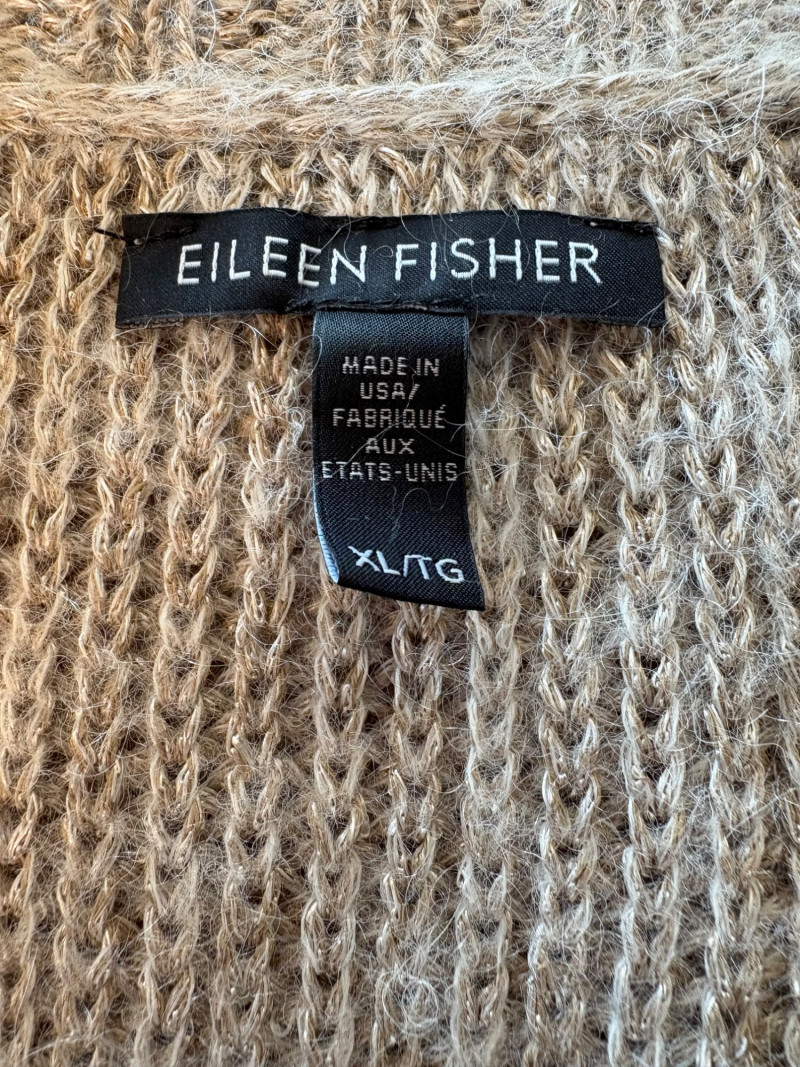 EILEEN FISHER
MADE IN
USA/
FABRIQUÉ
AUX
ETATS-UNIS
XL/TG